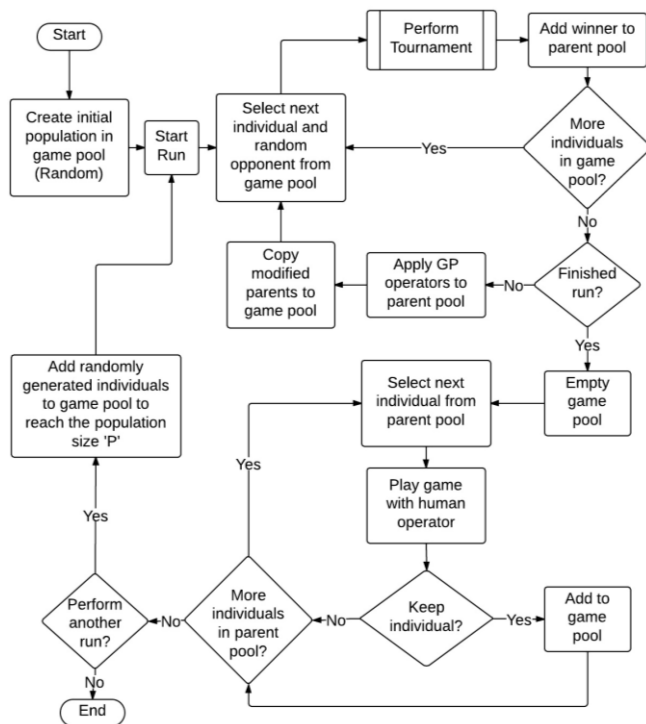 Start
Perform
Tournament
Add winner to
parent pool
Create initial
population in
game pool
(Random)
Start
Run
Select next
individual and
random
opponent from
game pool
Yes
More
individuals
in game
pool?
No
Copy
modified
parents to
game pool
Apply GP
operators to
parent pool
No
Finished
run?
Yes
Add randomly
generated individuals
to game pool to
reach the population
size 'P'
Select next
individual from
parent pool
Empty
game
pool
Yes
Play game
with human
operator
Yes
Perform
another
run?
No
More
individuals
in parent
pool?
No
Keep
individual?
Yes
Add to
game
pool
No
End